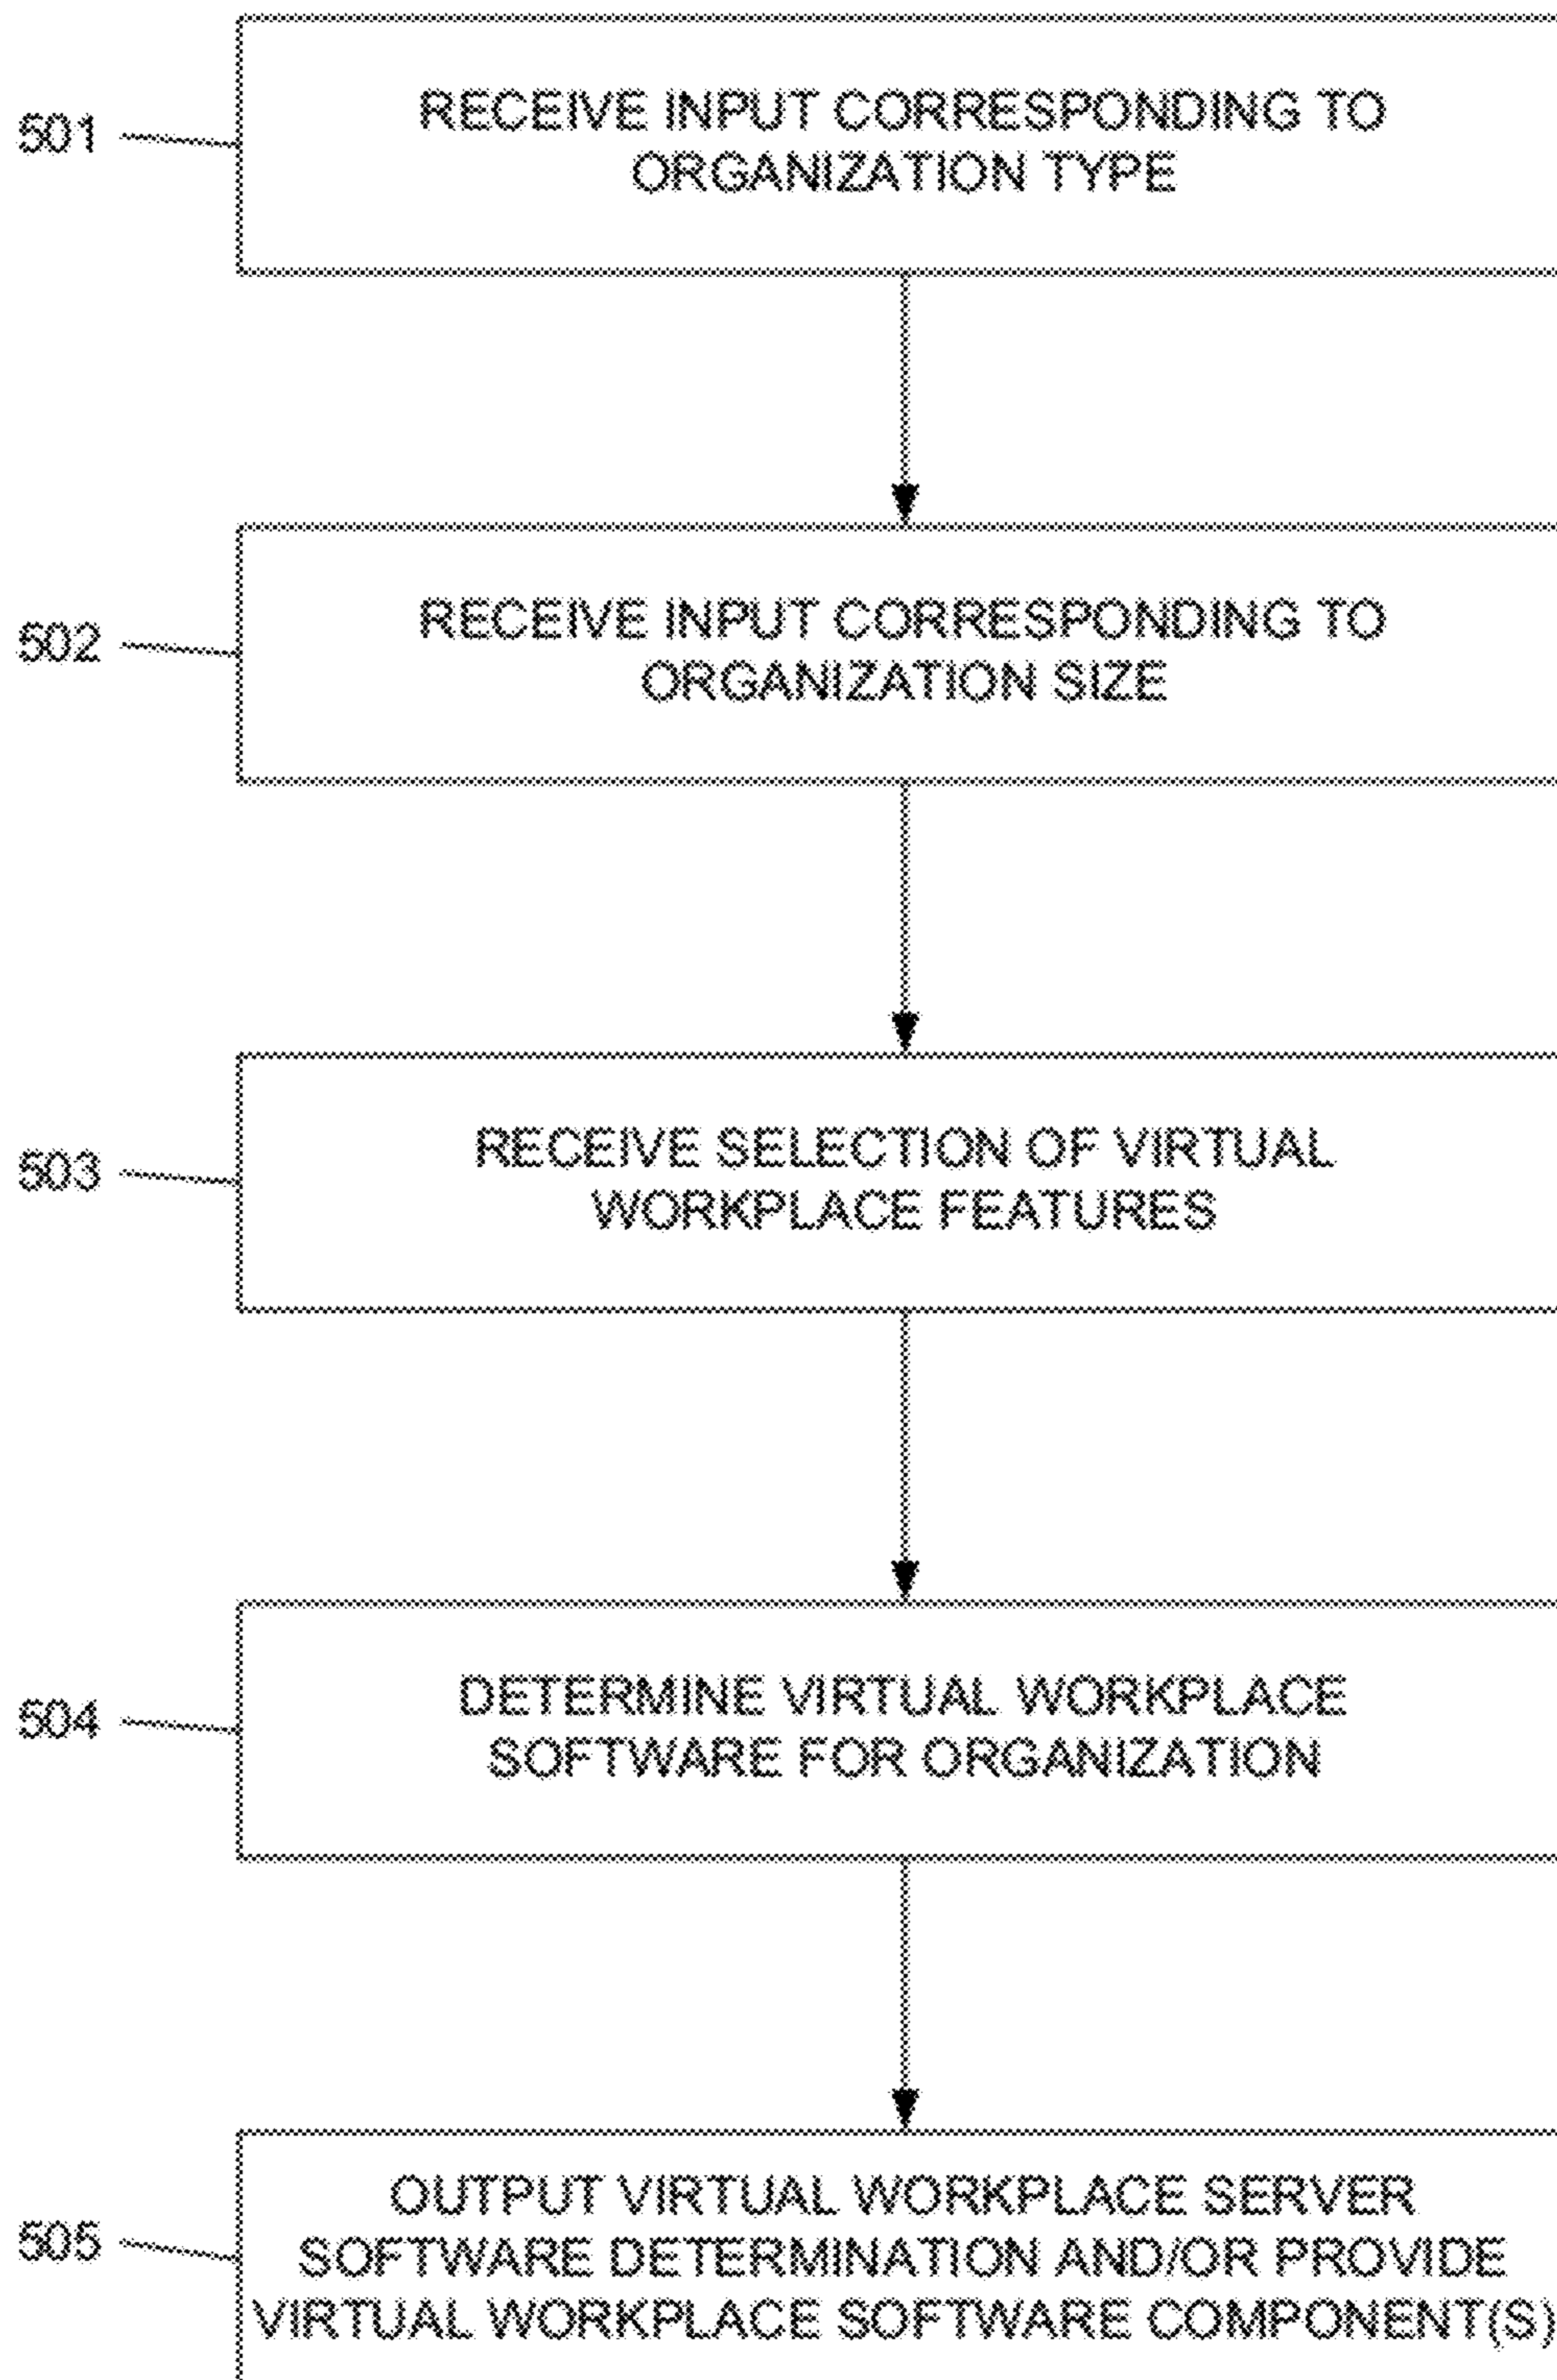 501
RECEIVE INPUT CORRESPONDING TO
ORGANIZATION TYPE
502
RECEIVE INPUT CORRESPONDING TO
ORGANIZATION SIZE
503
RECEIVE SELECTION OF VIRTUAL
WORKPLACE FEATURES
504
DETERMINE VIRTUAL WORKPLACE
SOFTWARE FOR ORGANIZATION
505
OUTPUT VIRTUAL WORKPLACE SERVER
SOFTWARE DETERMINATION AND/OR PROVIDE
VIRTUAL WORKPLACE SOFTWARE COMPONENT(S)